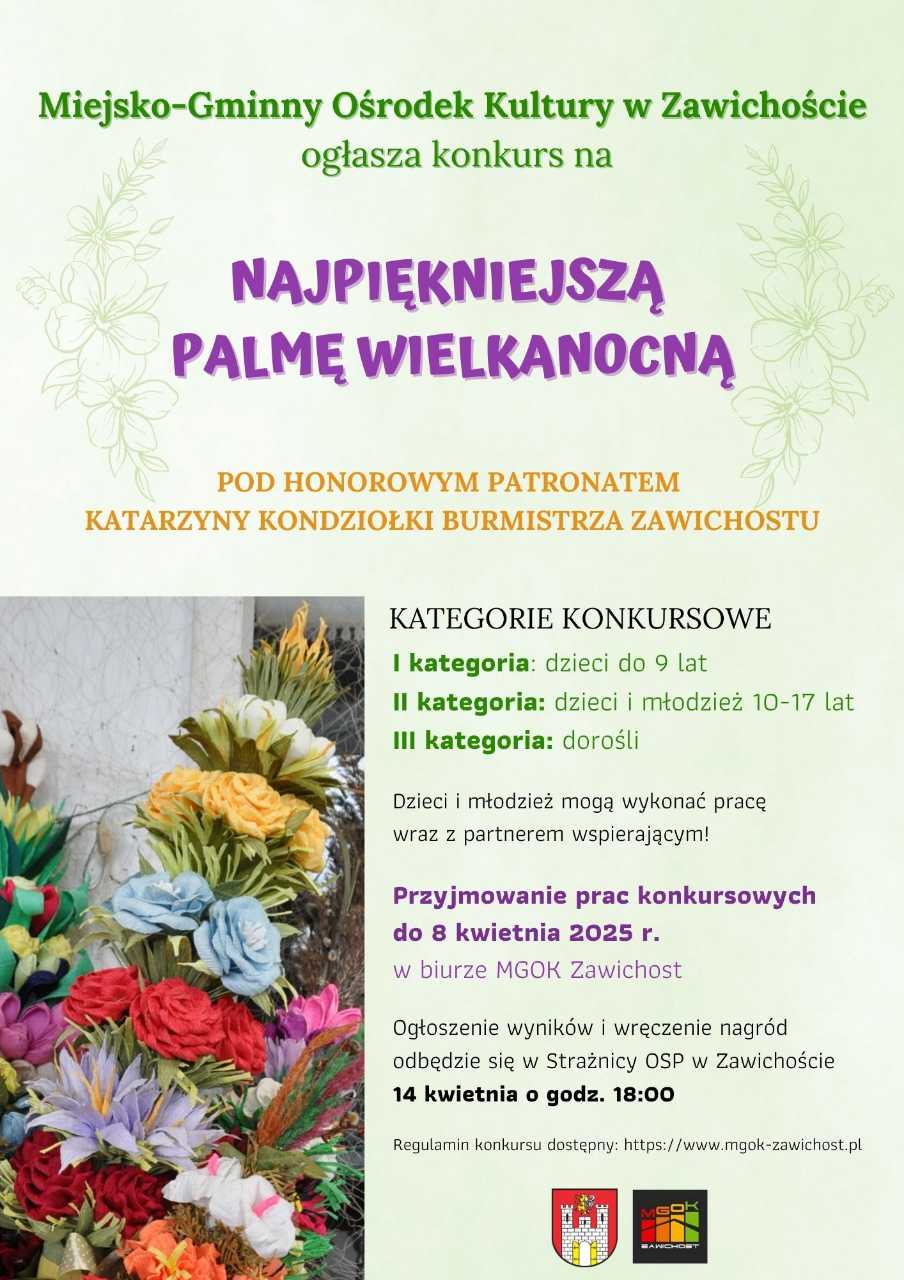 Miejsko-Gminny Ośrodek Kultury w Zawichoście
ogłasza konkurs na
NAJPIĘKNIEJSZĄ
PALMĘ WIELKANOCNĄ
POD HONOROWYM PATRONATEM
KATARZYNY KONDZIOŁKI BURMISTRZA ZAWICHOSTU
KATEGORIE KONKURSOWE
I kategoria: dzieci do 9 lat
II kategoria: dzieci i młodzież 10-17 lat
III kategoria: dorośli
Dzieci i młodzież mogą wykonać pracę
wraz z partnerem wspierającym!
Przyjmowanie prac konkursowych
do 8 kwietnia 2025 r.
w biurze MGOK Zawichost
Ogłoszenie wyników i wręczenie nagród
odbędzie się w Strażnicy OSP w Zawichoście
14 kwietnia o godz. 18:00
Regulamin konkursu dostępny: https://www.mgok-zawichost.pl
MGOK
ZAWICHOST